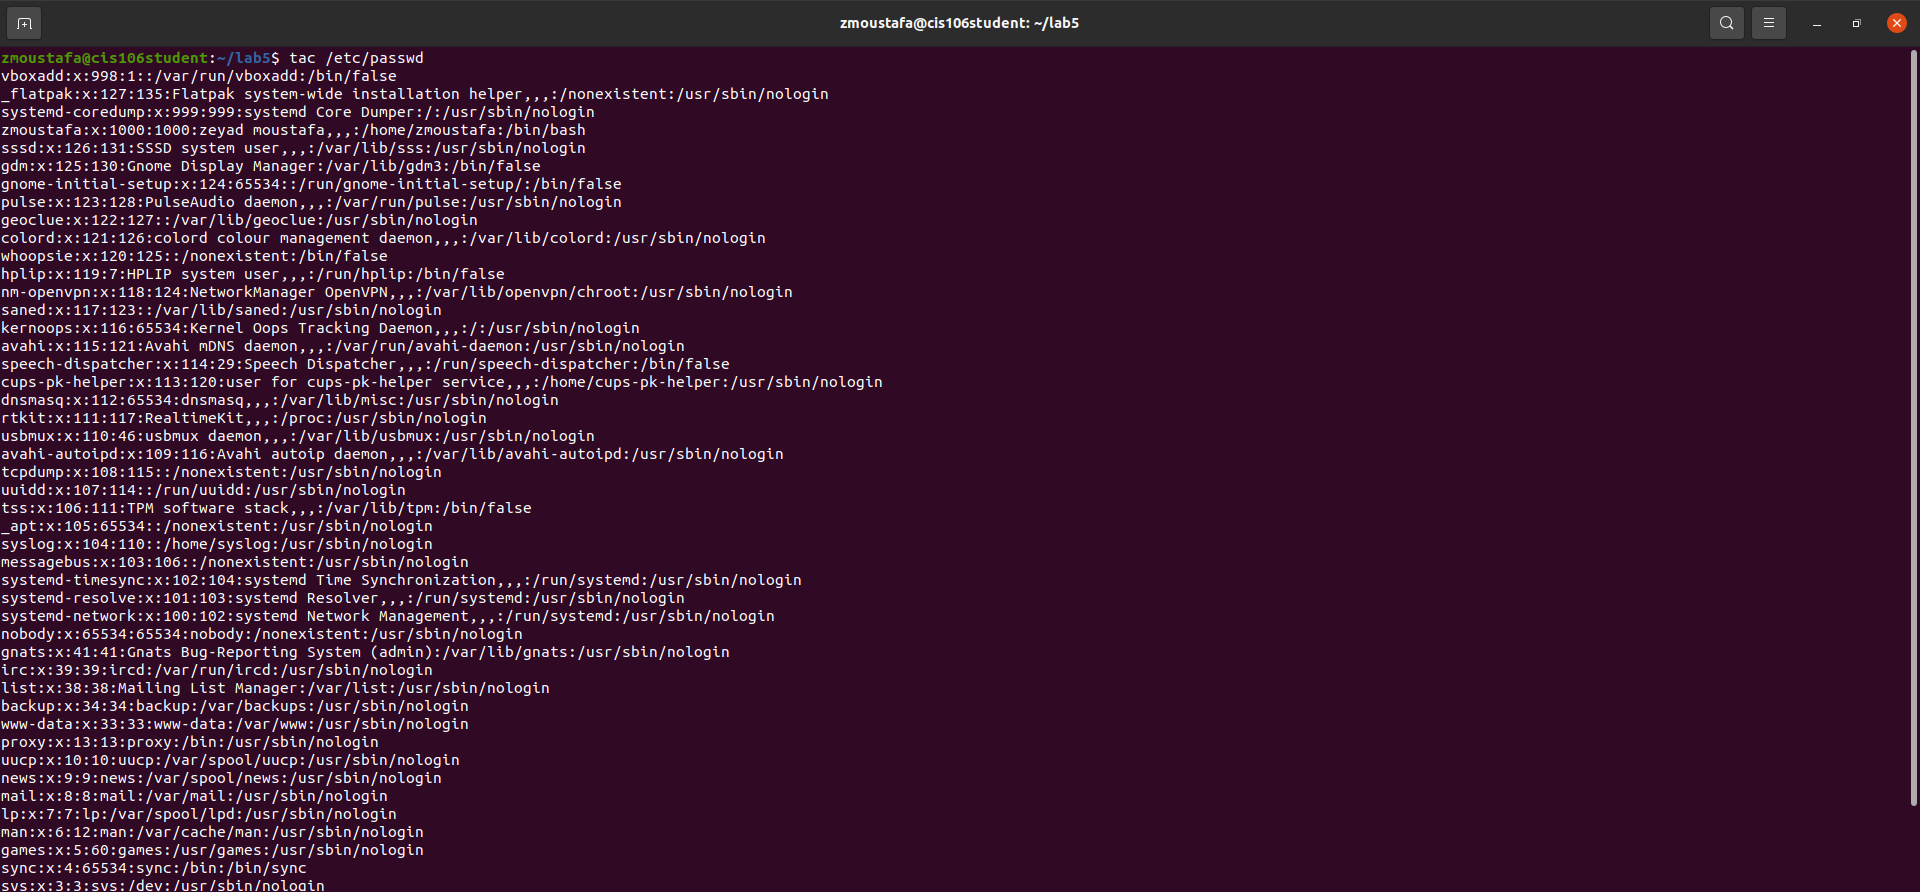 zmoustafa@cis106student: ~/lab5
zmoustafa@cis106student:~/lab5$ tac /etc/passwd
vboxadd:x:998:1::/var/run/vboxadd:/bin/false
_flatpak:x:127:135:Flatpak system-wide installation helper,,,:/nonexistent:/usr/sbin/nologin
systemd-coredump:x:999:999:systemd Core Dumper:/:/usr/sbin/nologin
zmoustafa:x:1000:1000:zeyad moustafa,,,:/home/zmoustafa:/bin/bash
sssd:x:126:131:SSSD system user,,,:/var/lib/sss:/usr/sbin/nologin
gdm:x:125:130:Gnome Display Manager:/var/lib/gdm3:/bin/false
gnome-initial-setup:x:124:65534::/run/gnome-initial-setup/:/bin/false
pulse:x:123:128:PulseAudio daemon,,,:/var/run/pulse:/usr/sbin/nologin
geoclue:x:122:127::/var/lib/geoclue:/usr/sbin/nologin
colord:x:121:126:colord colour management daemon,,,:/var/lib/colord:/usr/sbin/nologin
whoopsie:x:120:125::/nonexistent:/bin/false
hplip:x:119:7:HPLIP system user,,,:/run/hplip:/bin/false
nm-openvpn:x:118:124:NetworkManager OpenVPN,,,:/var/lib/openvpn/chroot:/usr/sbin/nologin
saned:x:117:123::/var/lib/saned:/usr/sbin/nologin
kernoops:x:116:65534:Kernel Oops Tracking Daemon,,,:/:/usr/sbin/nologin
avahi:x:115:121:Avahi mDNS daemon,,,:/var/run/avahi-daemon:/usr/sbin/nologin
speech-dispatcher:x:114:29:Speech Dispatcher,,,:/run/speech-dispatcher:/bin/false
cups-pk-helper:x:113:120:user for cups-pk-helper service,,,:/home/cups-pk-helper:/usr/sbin/nologin
dnsmasq:x:112:65534:dnsmasq,,,:/var/lib/misc:/usr/sbin/nologin
rtkit:x:111:117:RealtimeKit,,,:/proc:/usr/sbin/nologin
usbmux:x:110:46:usbmux daemon,,,:/var/lib/usbmux:/usr/sbin/nologin
avahi-autoipd:x:109:116:Avahi autoip daemon,,,:/var/lib/avahi-autoipd:/usr/sbin/nologin
tcpdump:x:108:115::/nonexistent:/usr/sbin/nologin
uuidd:x:107:114::/run/uuidd:/usr/sbin/nologin
tss:x:106:111:TPM software stack,,,:/var/lib/tpm:/bin/false
_apt:x:105:65534::/nonexistent:/usr/sbin/nologin
syslog:x:104:110::/home/syslog:/usr/sbin/nologin
messagebus:x:103:106::/nonexistent:/usr/sbin/nologin
systemd-timesync:x:102:104:systemd Time Synchronization,,,:/run/systemd:/usr/sbin/nologin
systemd-resolve:x:101:103:systemd Resolver,,,:/run/systemd:/usr/sbin/nologin
systemd-network:x:100:102:systemd Network Management,,,:/run/systemd:/usr/sbin/nologin
nobody:x:65534:65534:nobody:/nonexistent:/usr/sbin/nologin
gnats:x:41:41:Gnats Bug-Reporting System (admin):/var/lib/gnats:/usr/sbin/nologin
irc:x:39:39:ircd:/var/run/ircd:/usr/sbin/nologin
list:x:38:38:Mailing List Manager:/var/list:/usr/sbin/nologin
backup:x:34:34:backup:/var/backups:/usr/sbin/nologin
www-data:x:33:33:www-data:/var/www:/usr/sbin/nologin
proxy:x:13:13:proxy:/bin:/usr/sbin/nologin
uucp:x:10:10:uucp:/var/spool/uucp:/usr/sbin/nologin
news:x:9:9:news:/var/spool/news:/usr/sbin/nologin
mail:x:8:8:mail:/var/mail:/usr/sbin/nologin
lp:x:7:7:lp:/var/spool/lpd:/usr/sbin/nologin
man:x:6:12:man:/var/cache/man:/usr/sbin/nologin
games:x:5:60:games:/usr/games:/usr/sbin/nologin
sync:x:4:65534:sync:/bin:/bin/sync
sys:x:3:3:sys:/dev:/usr/sbin/nologin